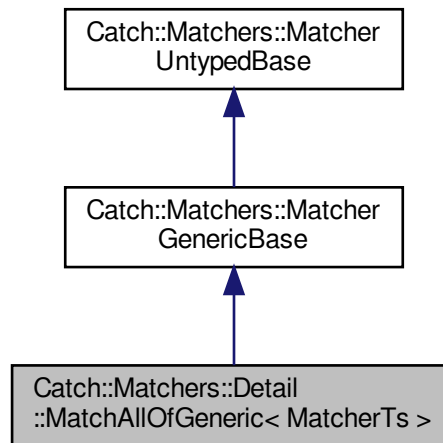 Catch::Matchers::Matcher
UntypedBase
Catch::Matchers::Matcher
GenericBase
Catch::Matchers::Detail
::MatchAllOfGeneric< MatcherTs >